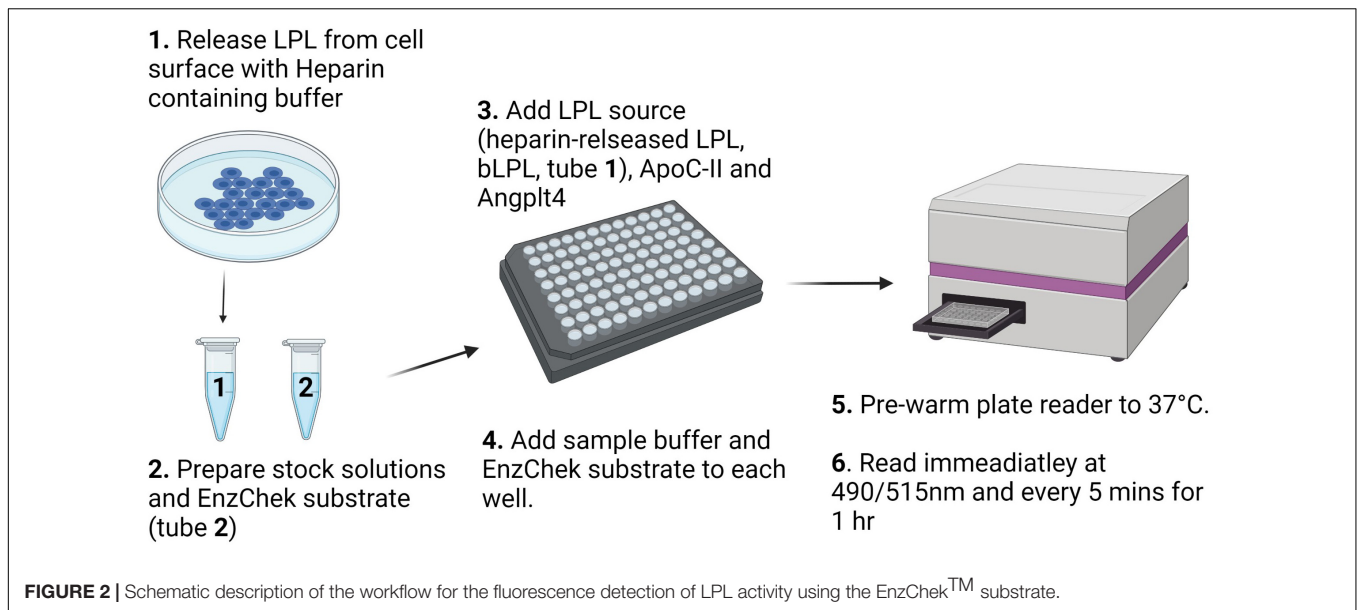 1. Release LPL from cell
surface with Heparin
containing buffer
1
2
2. Prepare stock solutions
and EnzChek substrate
(tube 2)
3. Add LPL source
(heparin-relseased LPL,
bLPL, tube 1), ApoC-II and
Angplt4
4. Add sample buffer and
EnzChek substrate to each
well.
5. Pre-warm plate reader to 37°C.
6. Read immeadiatley at
490/515nm and every 5 mins for
1 hr
FIGURE 2 | Schematic description of the workflow for the fluorescence detection of LPL activity using the EnzChek™ substrate.